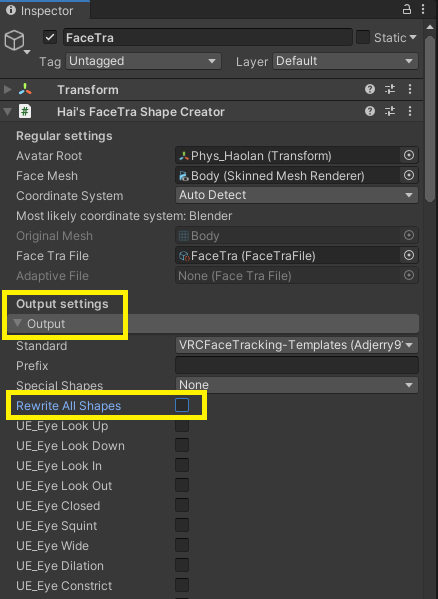 Inspector
FaceTra
Static
Tag Untagged Layer Default
Transform
# Hai's FaceTra Shape Creator
Regular settings
Avatar Root Phys_Haolan (Transform)
Face Mesh Body (Skinned Mesh Renderer)
Coordinate System Auto Detect
Most likely coordinate system: Blender
Original Mesh Body
Face Tra File FaceTra (FaceTraFile)
Adaptive File None (Face Tra File)
Output settings
Output
Standard VRCFaceTracking-Templates (Adjerry9
Prefix
Special Shapes None
Rewrite All Shapes
UE_Eye Look Up
UE_Eye Look Down
UE_Eye Look In
UE_Eye Look Out
UE_Eye Closed
UE_Eye Squint
UE_Eye Wide
UE_Eye Dilation
UE_Eye Constrict